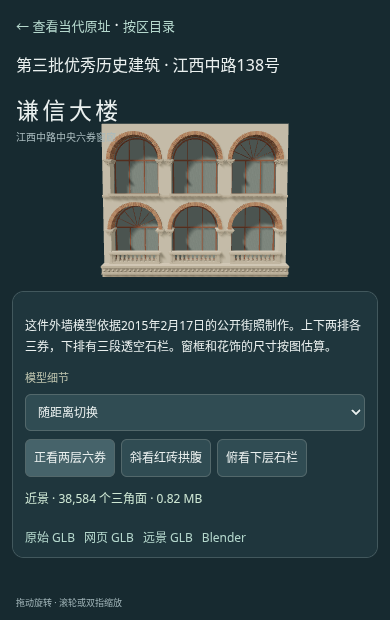 ← 查看当代原址 · 按区目录
第三批优秀历史建筑 · 江西中路138号
谦信大楼
江西中路中央六券
这件外墙模型依据2015年2月17日的公开街照制作。上下两排各
三券，下排有三段透空石栏。窗框和花饰的尺寸按图估算。
模型细节
随距离切换
正看两层六券 斜看红砖拱腹 俯看下层石栏
近景 · 38,584 个三角面 · 0.82 MB
原始 GLB 网页 GLB 远景 GLB Blender
拖动旋转 · 滚轮或双指缩放